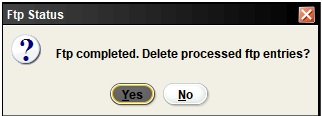 Ftp Status
Ftp completed. Delete processed ftp entries?
Yes No